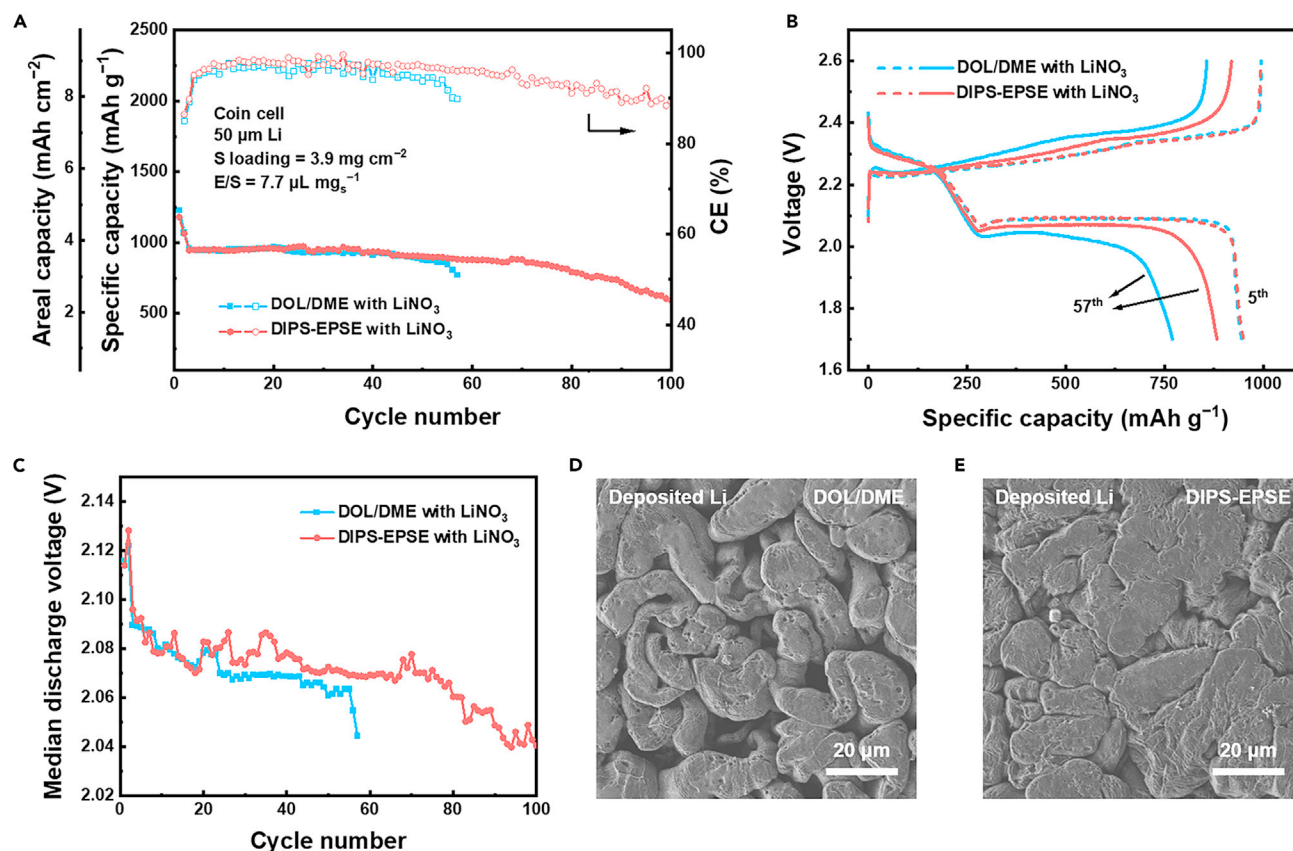 A
Areal capacity (mAh cm⁻²)
Specific capacity (mAh g⁻¹)
2500
2000
1500
1000
500
8
6
4
2
Coin cell
50 μm Li
S loading = 3.9 mg cm⁻²
E/S = 7.7 μL mgₛ⁻¹
DOL/DME with LiNO₃
DIPS-EPSE with LiNO₃
100
80
60
40
CE (%)
0 20 40 60 80 100
Cycle number
B
Voltage (V)
2.6
2.4
2.2
2.0
1.8
1.6
DOL/DME with LiNO₃
DIPS-EPSE with LiNO₃
57ᵗʰ
5ᵗʰ
0 250 500 750 1000
Specific capacity (mAh g⁻¹)
C
Median discharge voltage (V)
2.14
2.12
2.10
2.08
2.06
2.04
2.02
DOL/DME with LiNO₃
DIPS-EPSE with LiNO₃
0 20 40 60 80 100
Cycle number
D
Deposited Li DOL/DME
20 μm
E
Deposited Li DIPS-EPSE
20 μm